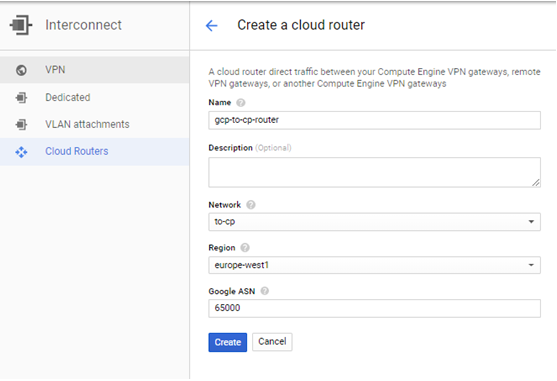 Interconnect
VPN
Dedicated
VLAN attachments
Cloud Routers
Create a cloud router
A cloud router direct traffic between your Compute Engine VPN gateways, remote
VPN gateways, or another Compute Engine VPN gateways
Name ?
gcp-to-cp-router
Description (Optional)
Network ?
to-cp
Region ?
europe-west1
Google ASN ?
65000
Create Cancel